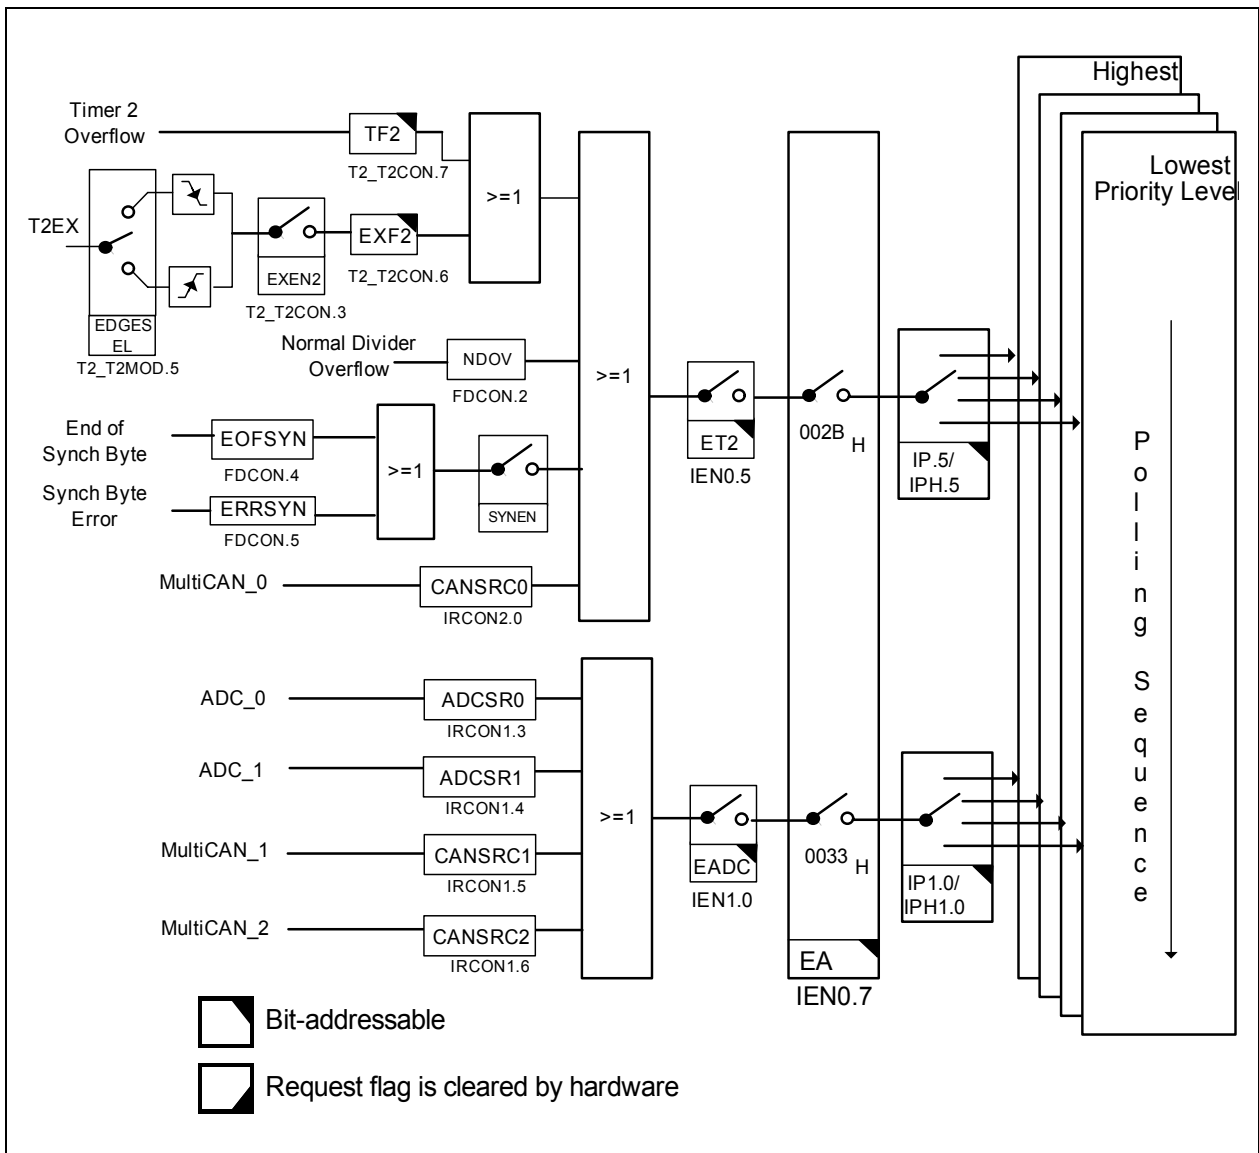 Highest
Timer 2
Overflow
TF2
T2_T2CON.7
>=1
Lowest
Priority Level
T2EX
EXF2
T2_T2CON.6
EXEN2
T2_T2CON.3
EDGES
EL
T2_T2MOD.5
Normal Divider
Overflow
NDOV
FDCON.2
>=1
End of
Synch Byte
EOFSYN
FDCON.4
>=1
SYNEN
Synch Byte
Error
ERRSYN
FDCON.5
ET2
IEN0.5
002B H
IP.5/
IPH.5
MultiCAN_0
CANSRC0
IRCON2.0
Polling Sequence
ADC_0
ADCSR0
IRCON1.3
ADC_1
ADCSR1
IRCON1.4
>=1
MultiCAN_1
CANSRC1
IRCON1.5
MultiCAN_2
CANSRC2
IRCON1.6
EADC
IEN1.0
0033 H
IP1.0/
IPH1.0
EA
IEN0.7
Bit-addressable
Request flag is cleared by hardware